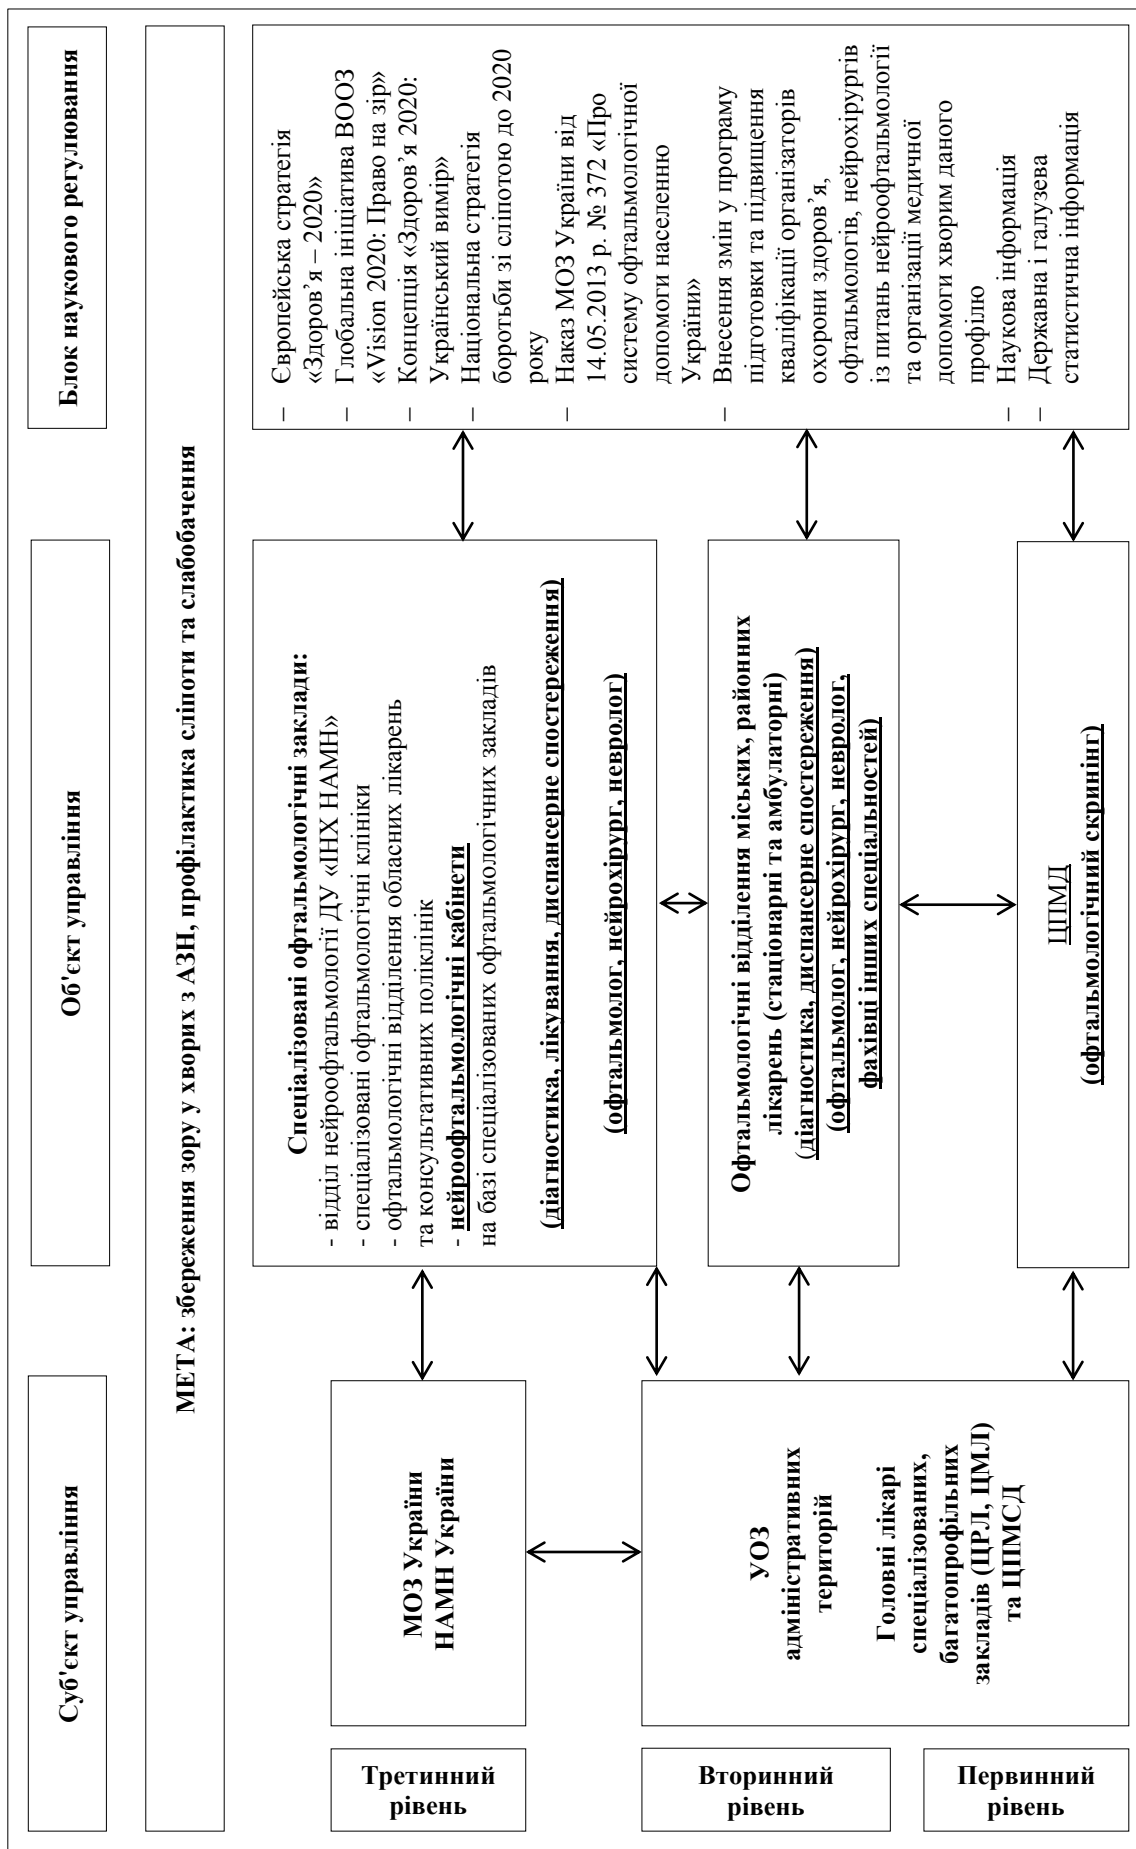 Суб'єкт управління
Об'єкт управління
Блок наукового регулювання
МЕТА: збереження зору у хворих з АЗН, профілактика сліпоти та слабобачення
Третинний
рівень
МОЗ України
НАМН України
Спеціалізовані офтальмологічні заклади:
- відділ нейроофтальмології ДУ «ІНХ НАМН»
- спеціалізовані офтальмологічні клініки
- офтальмологічні відділення обласних лікарень
та консультативних поліклінік
- нейроофтальмологічні кабінети
на базі спеціалізованих офтальмологічних закладів
(діагностика, лікування, диспансерне спостереження)
(офтальмолог, нейрохірург, невролог)
Вторинний
рівень
Первинний
рівень
УОЗ
адміністративних
територій
Головні лікарі
спеціалізованих,
багатопрофільних
закладів (ЦРЛ, ЦМЛ)
та ЦПМСД
Офтальмологічні відділення міських, районних
лікарень (стаціонарні та амбулаторні)
(діагностика, диспансерне спостереження)
(офтальмолог, нейрохірург, невролог,
фахівці інших спеціальностей)
ЦПМД
(офтальмологічний скринінг)
– Європейська стратегія
«Здоров’я – 2020»
– Глобальна ініціатива ВООЗ
«Vision 2020: Право на зір»
– Концепція «Здоров’я 2020:
Український вимір»
– Національна стратегія
боротьби зі сліпотою до 2020
року
– Наказ МОЗ України від
14.05.2013 р. № 372 «Про
систему офтальмологічної
допомоги населенню
України»
– Внесення змін у програму
підготовки та підвищення
кваліфікації організаторів
охорони здоров’я,
офтальмологів, нейрохірургів
із питань нейроофтальмології
та організації медичної
допомоги хворим даного
профілю
– Наукова інформація
– Державна і галузева
статистична інформація